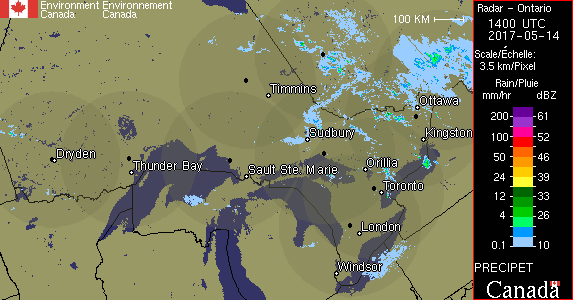 Environment Environnement
Canada Canada
100 KM
Timmins
Ottawa
Sudbury
Kingston
Dryden
Thunder Bay
Sault Ste. Marie
Orillia
Toronto
London
Windsor
Radar - Ontario
1400 UTC
2017-05-14
Scale/Échelle:
3.5 km/Pixel
Rain/Pluie
mm/hr dBZ
200 61
100 52
50 46
24 39
12 33
4 26
0.1 10
PRECIPET
Canada